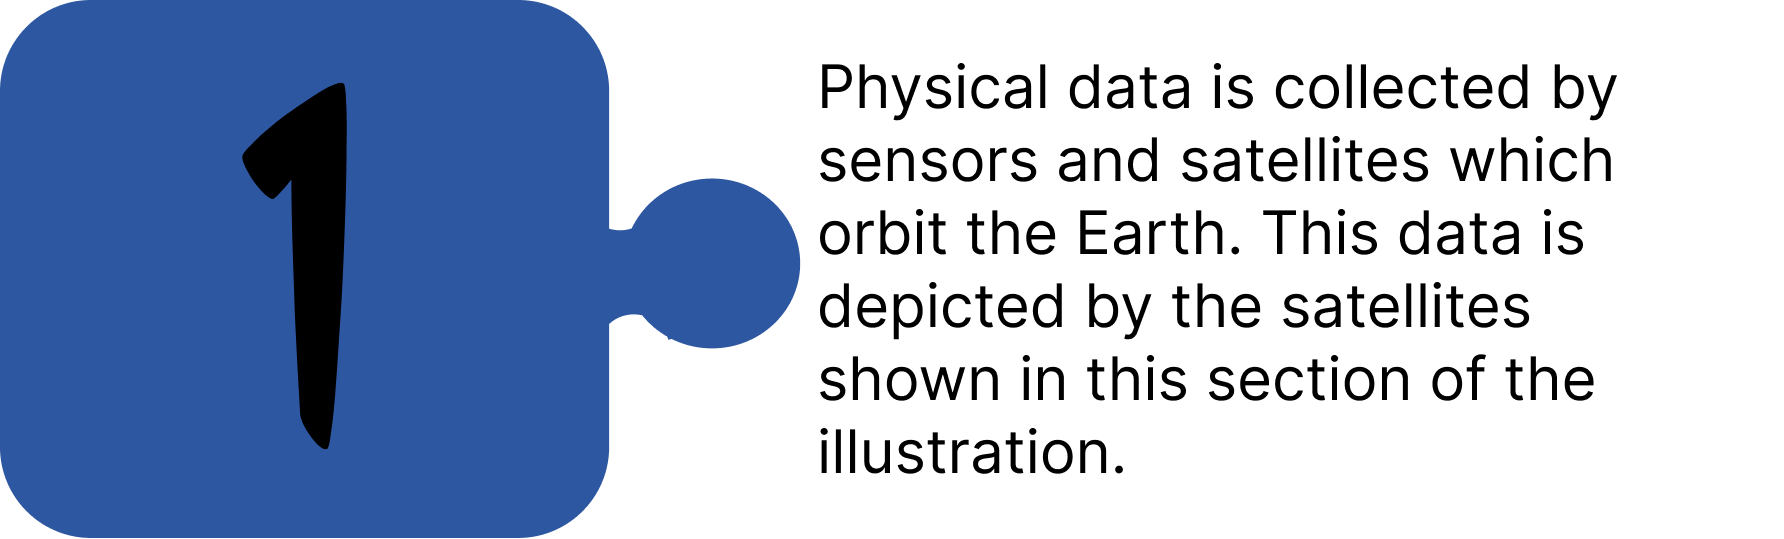 1
Physical data is collected by
sensors and satellites which
orbit the Earth. This data is
depicted by the satellites
shown in this section of the
illustration.